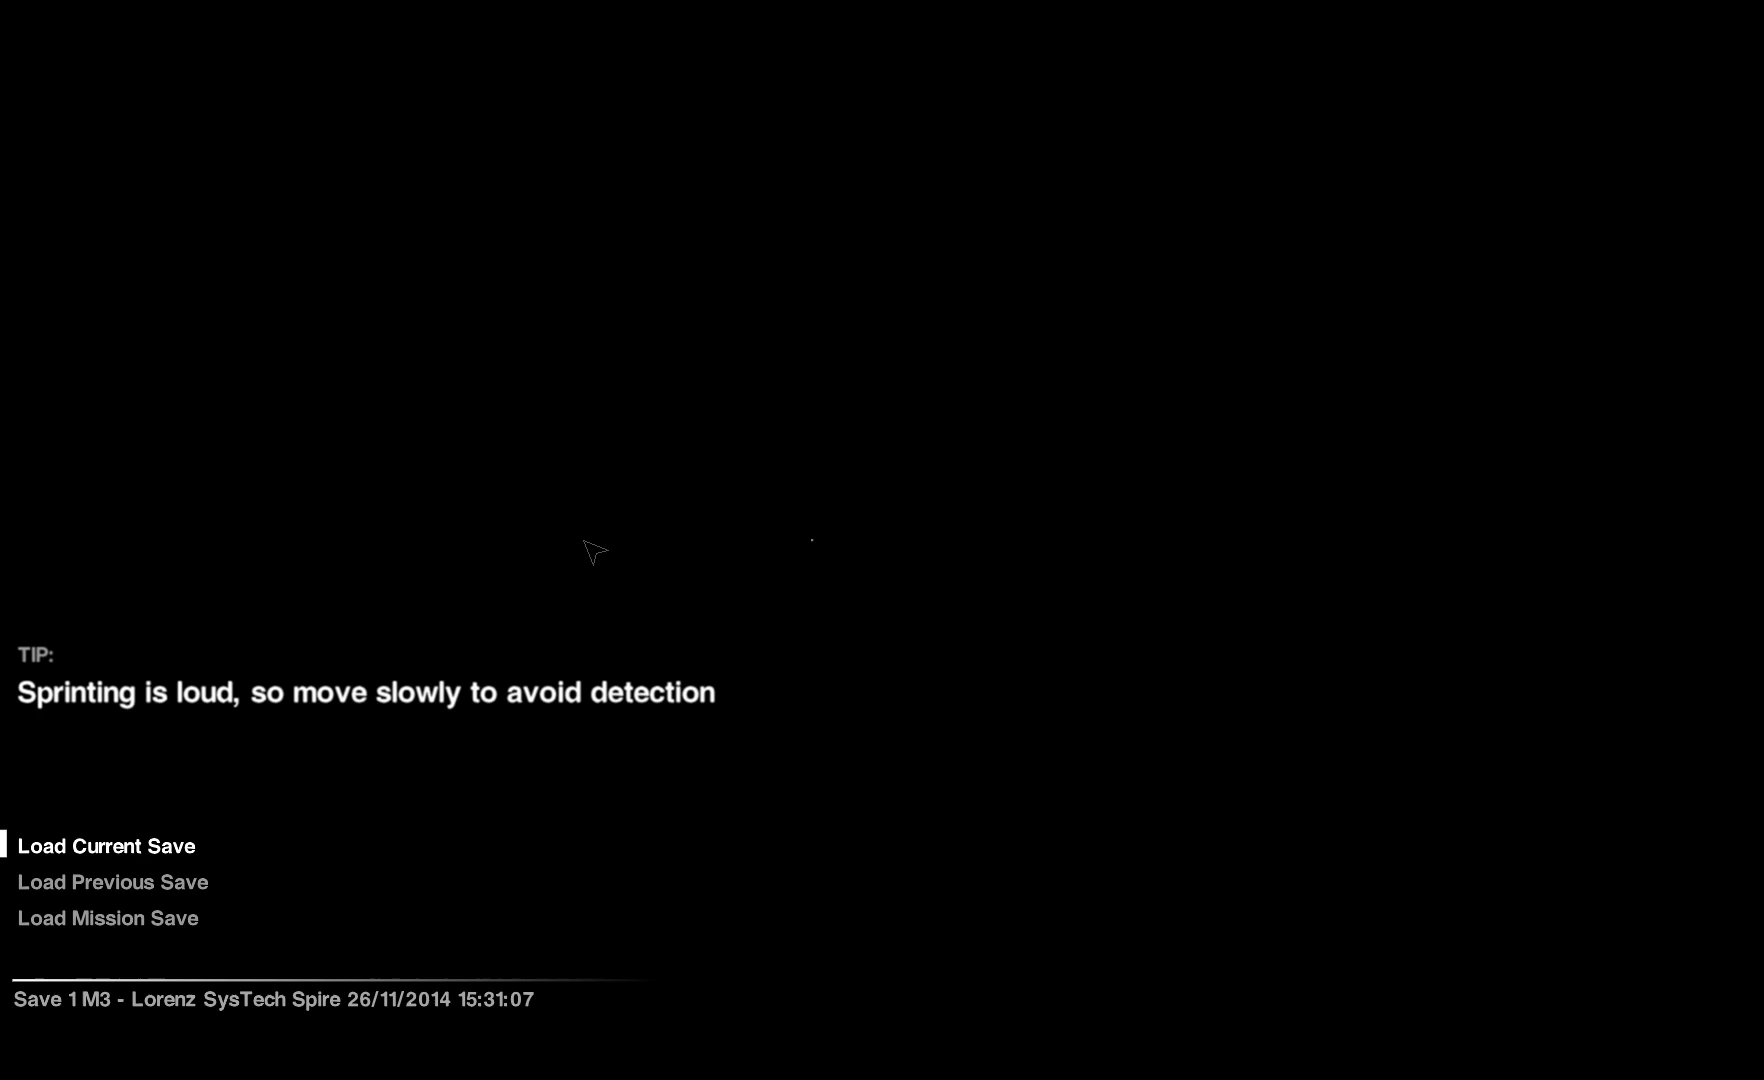 TIP:
Sprinting is loud, so move slowly to avoid detection
Load Current Save
Load Previous Save
Load Mission Save
Save 1 M3 - Lorenz SysTech Spire 26/11/2014 15:31:07